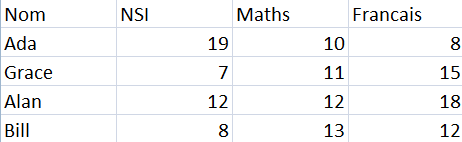 Nom NSI Maths Francais
Ada 19 10 8
Grace 7 11 15
Alan 12 12 18
Bill 8 13 12